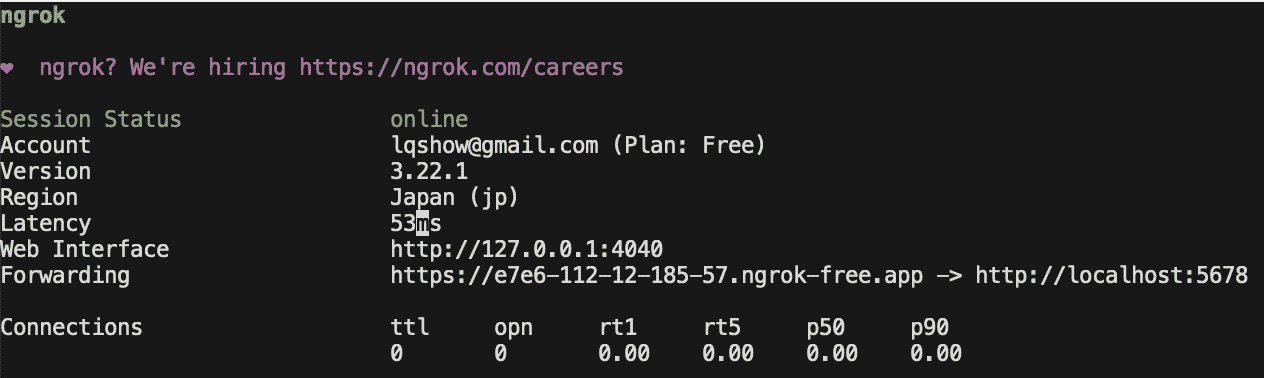 ngrok
❤ ngrok? We're hiring https://ngrok.com/careers
Session Status online
Account lqshow@gmail.com (Plan: Free)
Version 3.22.1
Region Japan (jp)
Latency 53ms
Web Interface http://127.0.0.1:4040
Forwarding https://e7e6-112-12-185-57.ngrok-free.app -> http://localhost:5678
Connections ttl opn rt1 rt5 p50 p90
0 0 0.00 0.00 0.00 0.00